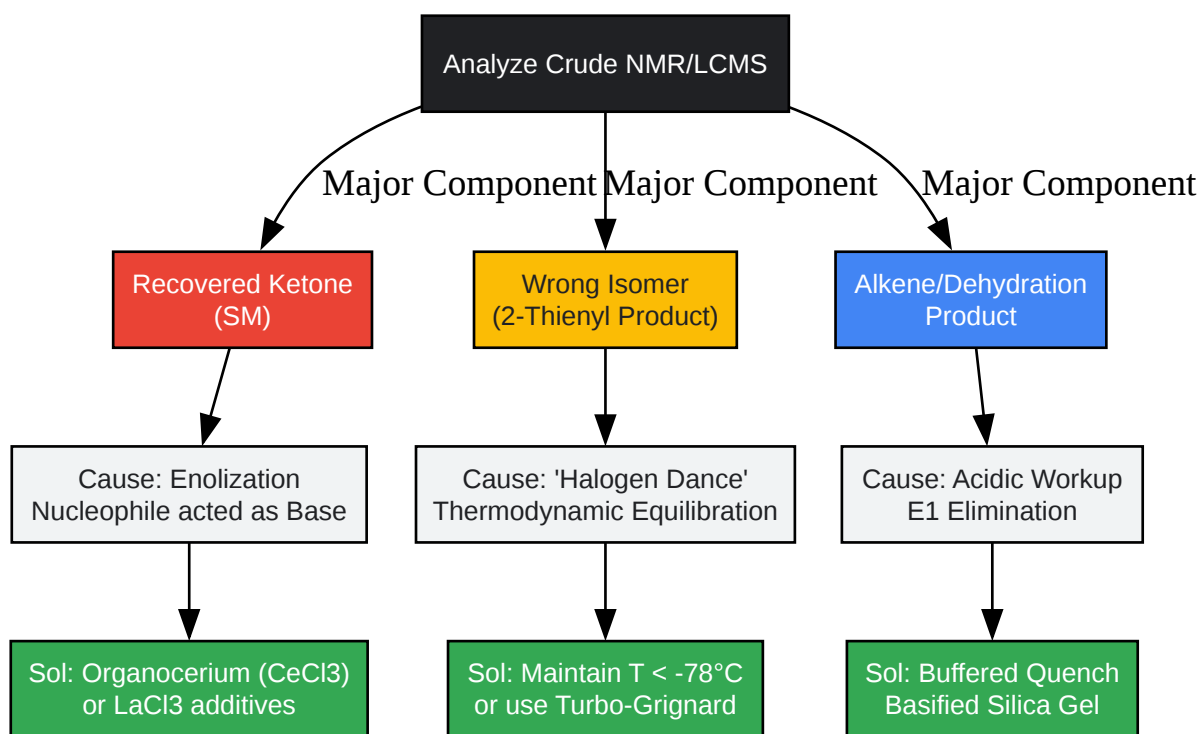 Analyze Crude NMR/LCMS
Major Component
Major Component
Major Component
Recovered Ketone
(SM)
Wrong Isomer
(2-Thienyl Product)
Alkene/Dehydration
Product
Cause: Enolization
Nucleophile acted as Base
Cause: 'Halogen Dance'
Thermodynamic Equilibration
Cause: Acidic Workup
E1 Elimination
Sol: Organocerium (CeCl3)
or LaCl3 additives
Sol: Maintain T < -78°C
or use Turbo-Grignard
Sol: Buffered Quench
Basified Silica Gel